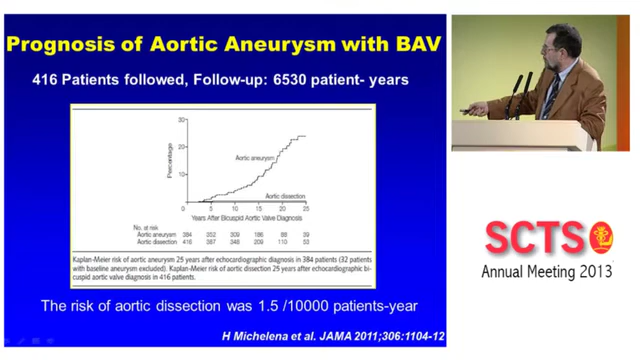 Prognosis of Aortic Aneurysm with BAV
416 Patients followed, Follow-up: 6530 patient- years
30
20
10
0
Percentage
Aortic aneurysm
Aortic dissection
0 5 10 15 20 25
Years After Bicuspid Aortic Valve Diagnosis
No. at risk
Aortic aneurysm 384 352 309 186 88 39
Aortic dissection 416 387 348 209 110 53
Kaplan-Meier risk of aortic aneurysm 25 years after echocardiographic diagnosis in 384 patients (32 patients
with baseline aneurysm excluded). Kaplan-Meier risk of aortic dissection 25 years after echocardiographic bi-
cuspid aortic valve diagnosis in 416 patients.
The risk of aortic dissection was 1.5 /10000 patients-year
H Michelena et al. JAMA 2011;306:1104-12
SCTS
Annual Meeting 2013